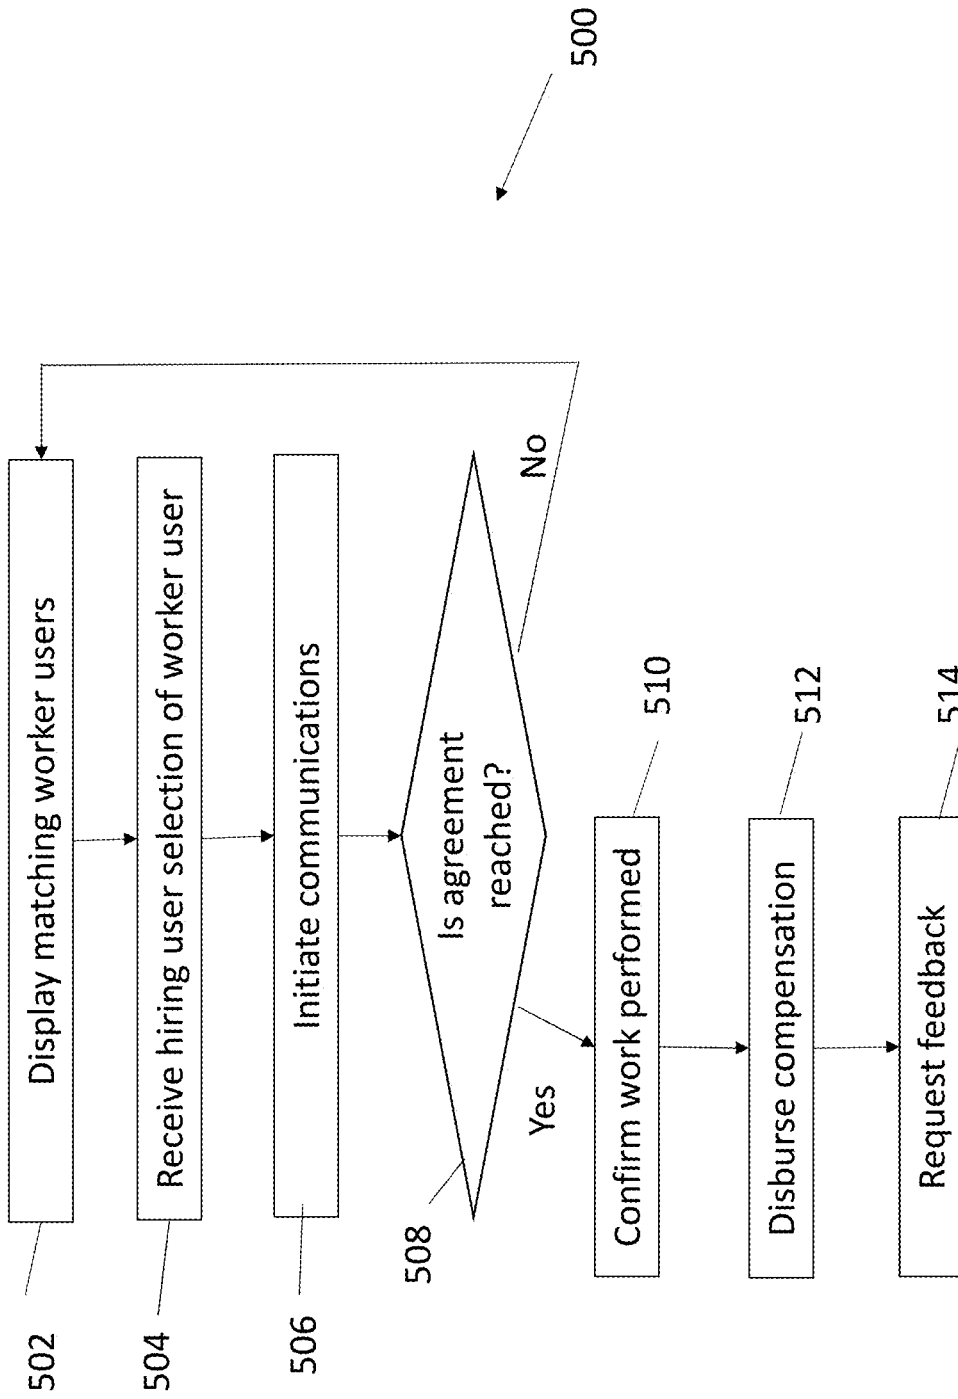 500
502
Display matching worker users
504
Receive hiring user selection of worker user
506
Initiate communications
508
Is agreement
reached?
No
Yes
Confirm work performed
510
Disburse compensation
512
Request feedback
514